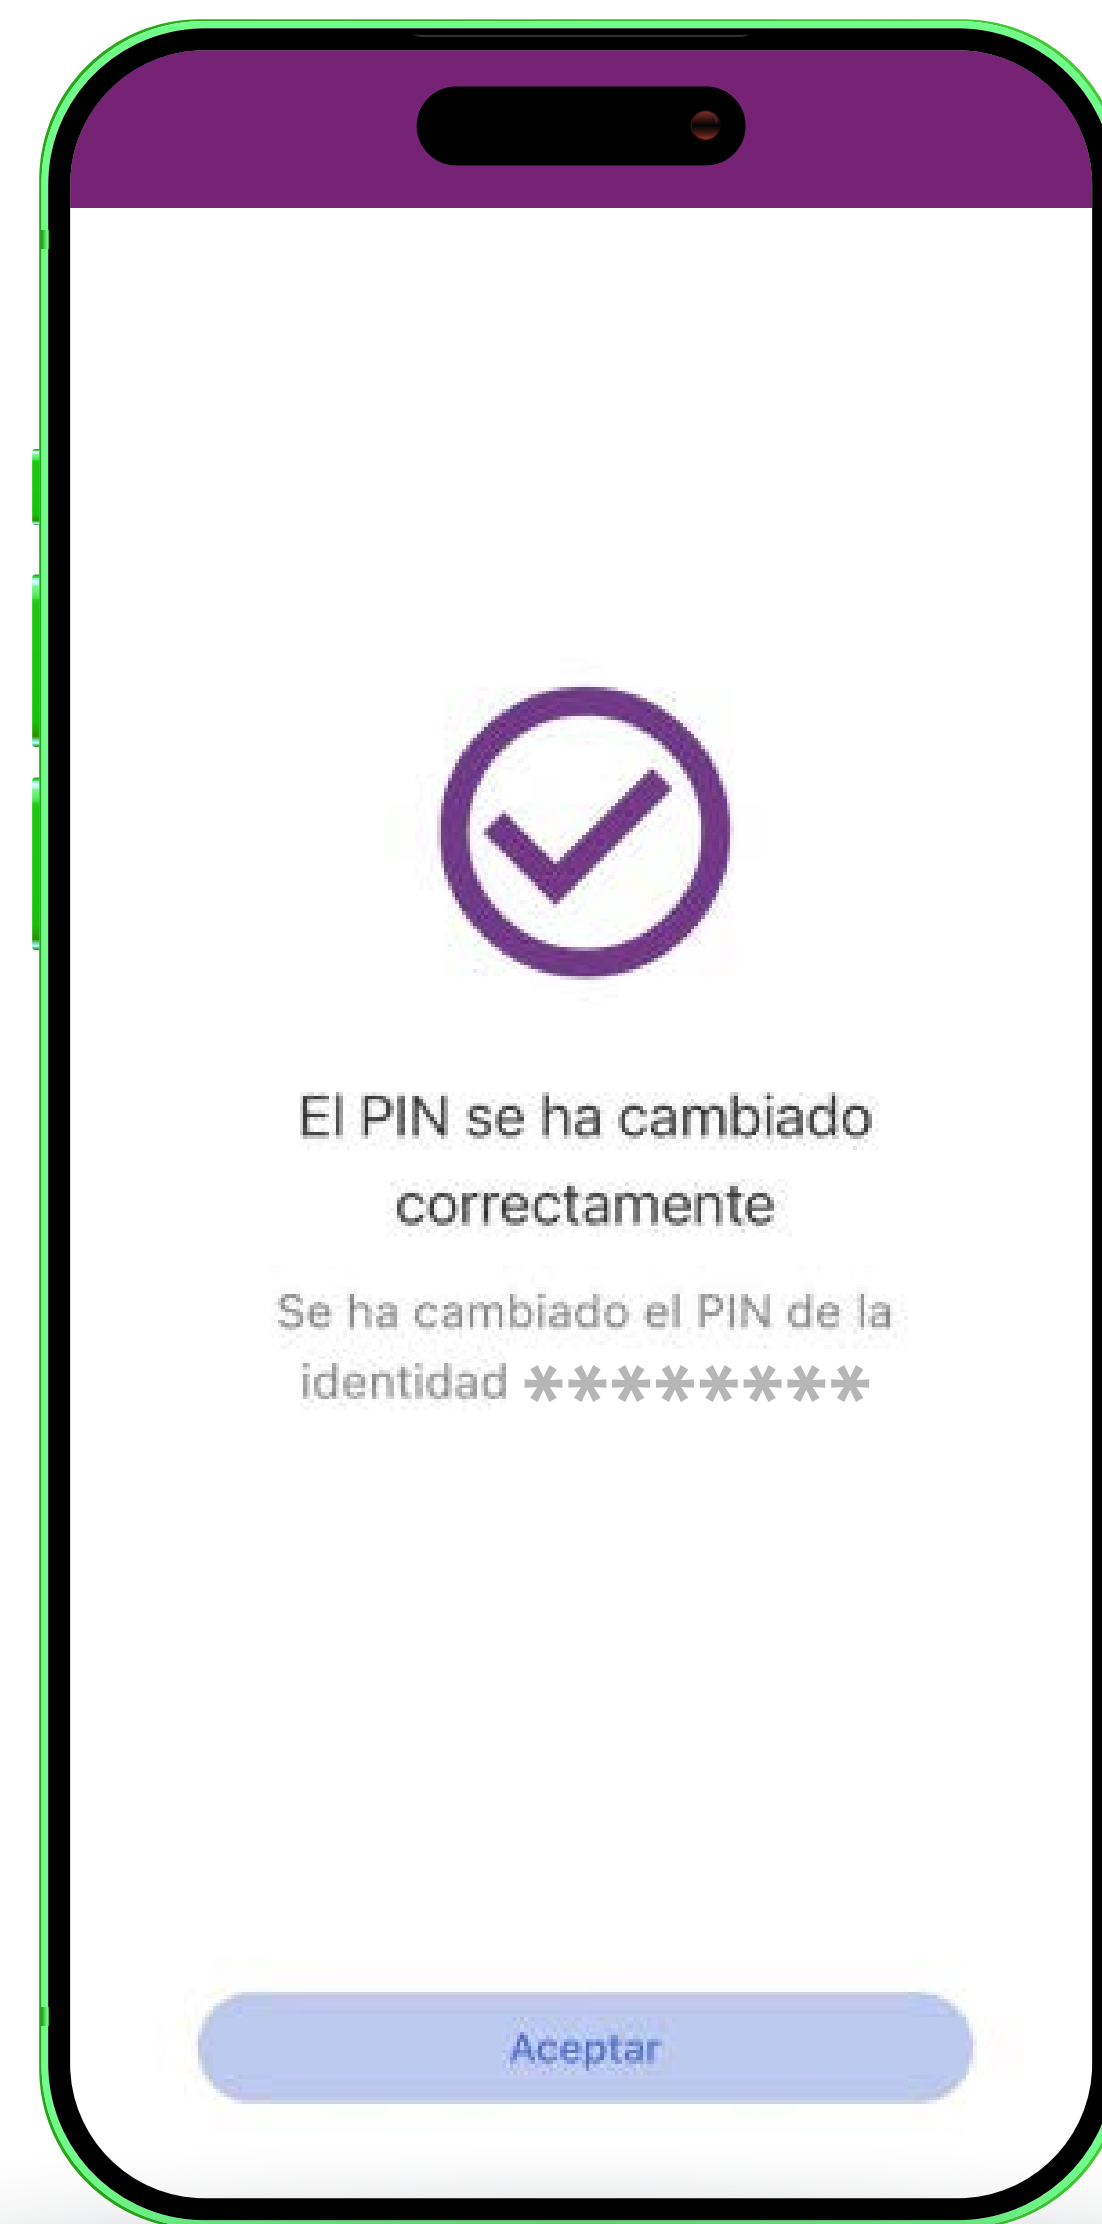 El PIN se ha cambiado
correctamente
Se ha cambiado el PIN de la
identidad ********
Aceptar